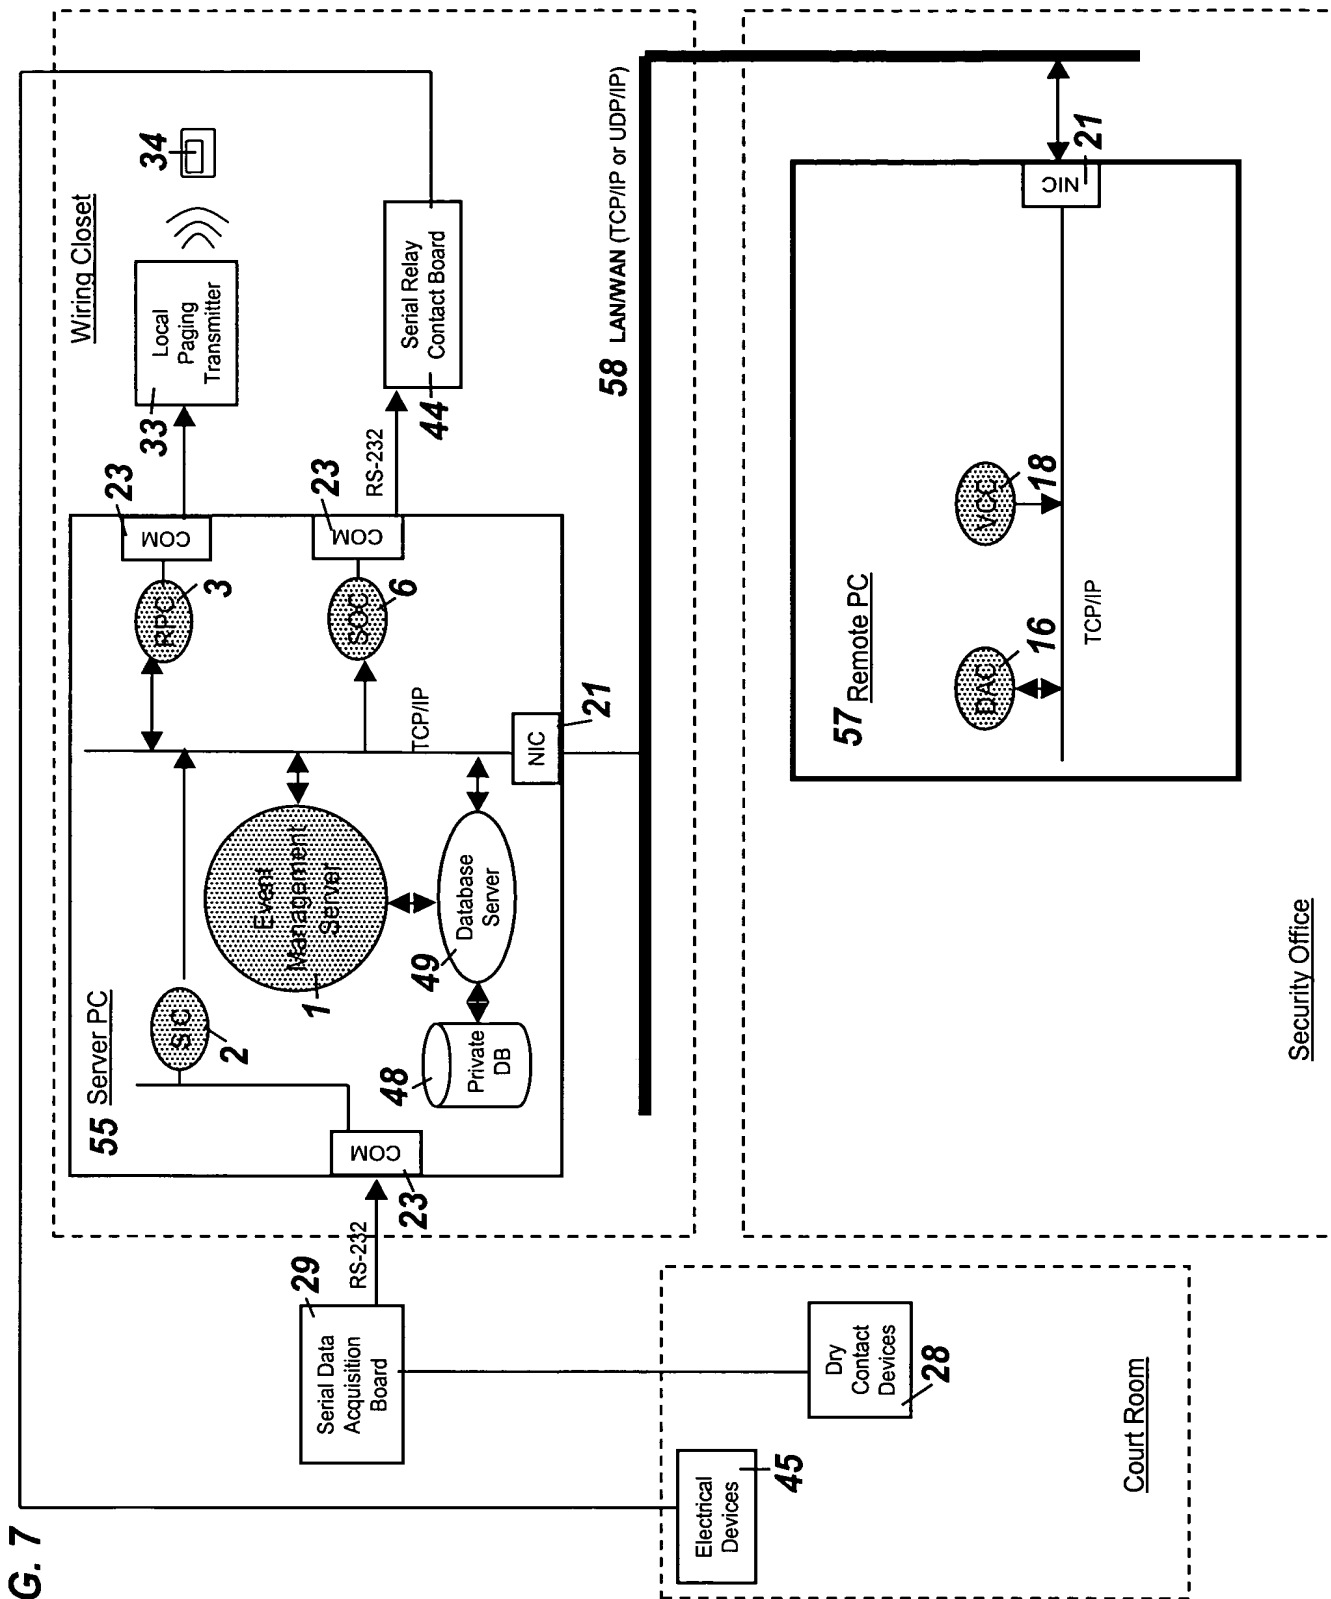 G. 7
Wiring Closet
55 Server PC
SIC
2
Event
Management
Server
1
RPC
3
SOC
6
COM
23
COM
23
COM
23
Local
Paging
Transmitter
33
34
RS-232
Serial Relay
Contact Board
44
TCP/IP
NIC
21
Database
Server
49
Private
DB
48
RS-232
Serial Data
Acquisition
Board
29
58 LAN/WAN (TCP/IP or UDP/IP)
Electrical
Devices
45
Dry
Contact
Devices
28
Court Room
57 Remote PC
DAC
16
VCC
18
TCP/IP
NIC
21
Security Office